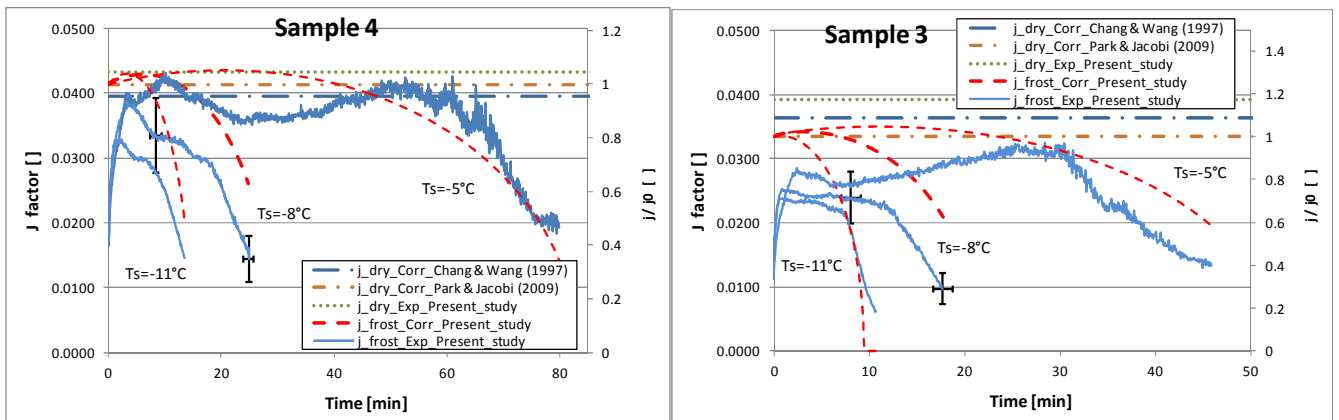 Sample 4
0.0500
0.0400
0.0300
0.0200
0.0100
0.0000
J factor [ ]
1.2
1
0.8
0.6
0.4
0.2
0
j / j0 [ ]
Ts=-5°C
Ts=-8°C
Ts=-11°C
j_dry_Corr_Chang & Wang (1997)
j_dry_Corr_Park & Jacobi (2009)
j_dry_Exp_Present_study
j_frost_Corr_Present_study
j_frost_Exp_Present_study
0 20 40 60 80
Time [min]
Sample 3
0.0500
0.0400
0.0300
0.0200
0.0100
0.0000
J factor [ ]
1.4
1.2
1
0.8
0.6
0.4
0.2
0
j / j0 [ ]
j_dry_Corr_Chang & Wang (1997)
j_dry_Corr_Park & Jacobi (2009)
j_dry_Exp_Present_study
j_frost_Corr_Present_study
j_frost_Exp_Present_study
Ts=-5°C
Ts=-8°C
Ts=-11°C
0 10 20 30 40 50
Time [min]